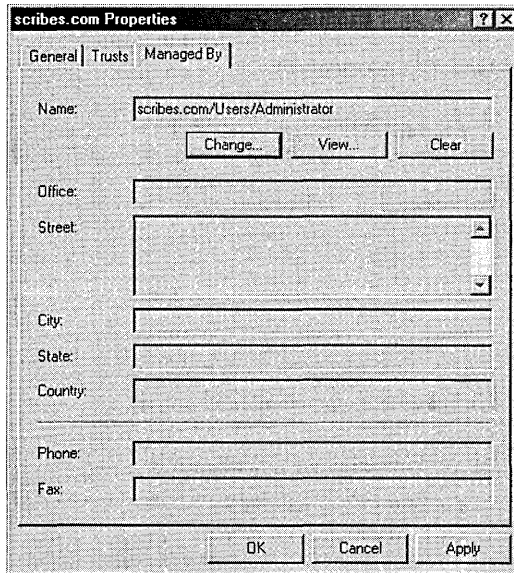 scribes.com Properties
General Trusts Managed By
Name: scribes.com/Users/Administrator
Change... View... Clear
Office:
Street:
City:
State:
Country:
Phone:
Fax:
OK Cancel Apply